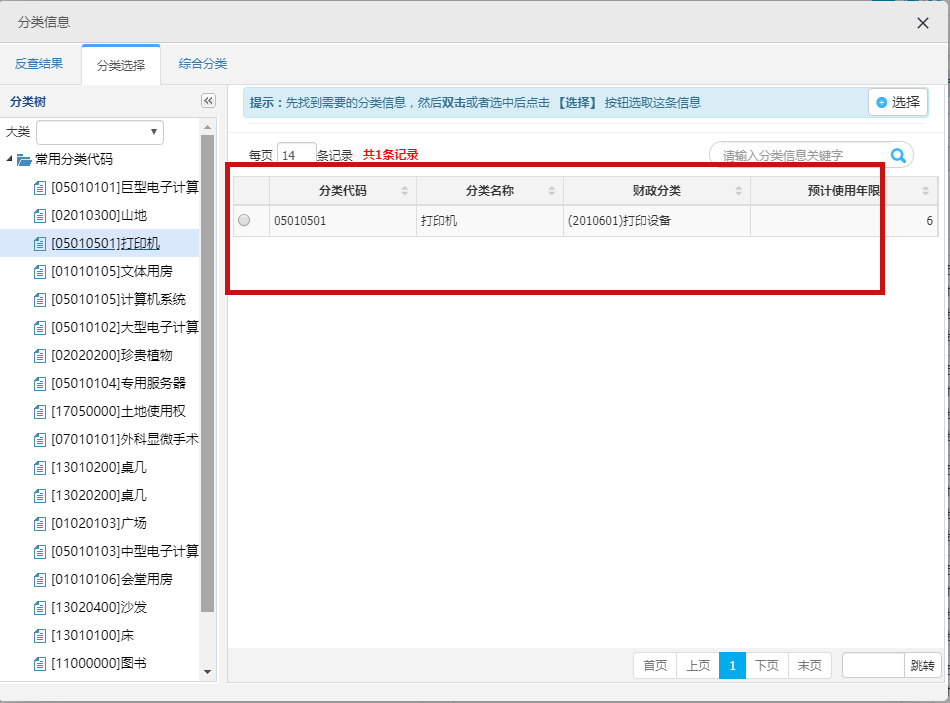 分类信息
反查结果 分类选择 综合分类
分类树
大类
常用分类代码
[05010101]巨型电子计算
[02010300]山地
[05010501]打印机
[01010105]文体用房
[05010105]计算机系统
[05010102]大型电子计算
[02020200]珍贵植物
[05010104]专用服务器
[17050000]土地使用权
[07010101]外科显微手术
[13010200]桌几
[13020200]桌几
[01020103]广场
[05010103]中型电子计算
[01010106]会堂用房
[13020400]沙发
[13010100]床
[11000000]图书
提示：先找到需要的分类信息，然后双击或者选中后点击 【选择】 按钮选取这条信息
选择
每页 14 条记录 共1条记录
请输入分类信息关键字
分类代码 分类名称 财政分类 预计使用年限
05010501 打印机 (2010601)打印设备 6
首页 上页 1 下页 末页 跳转